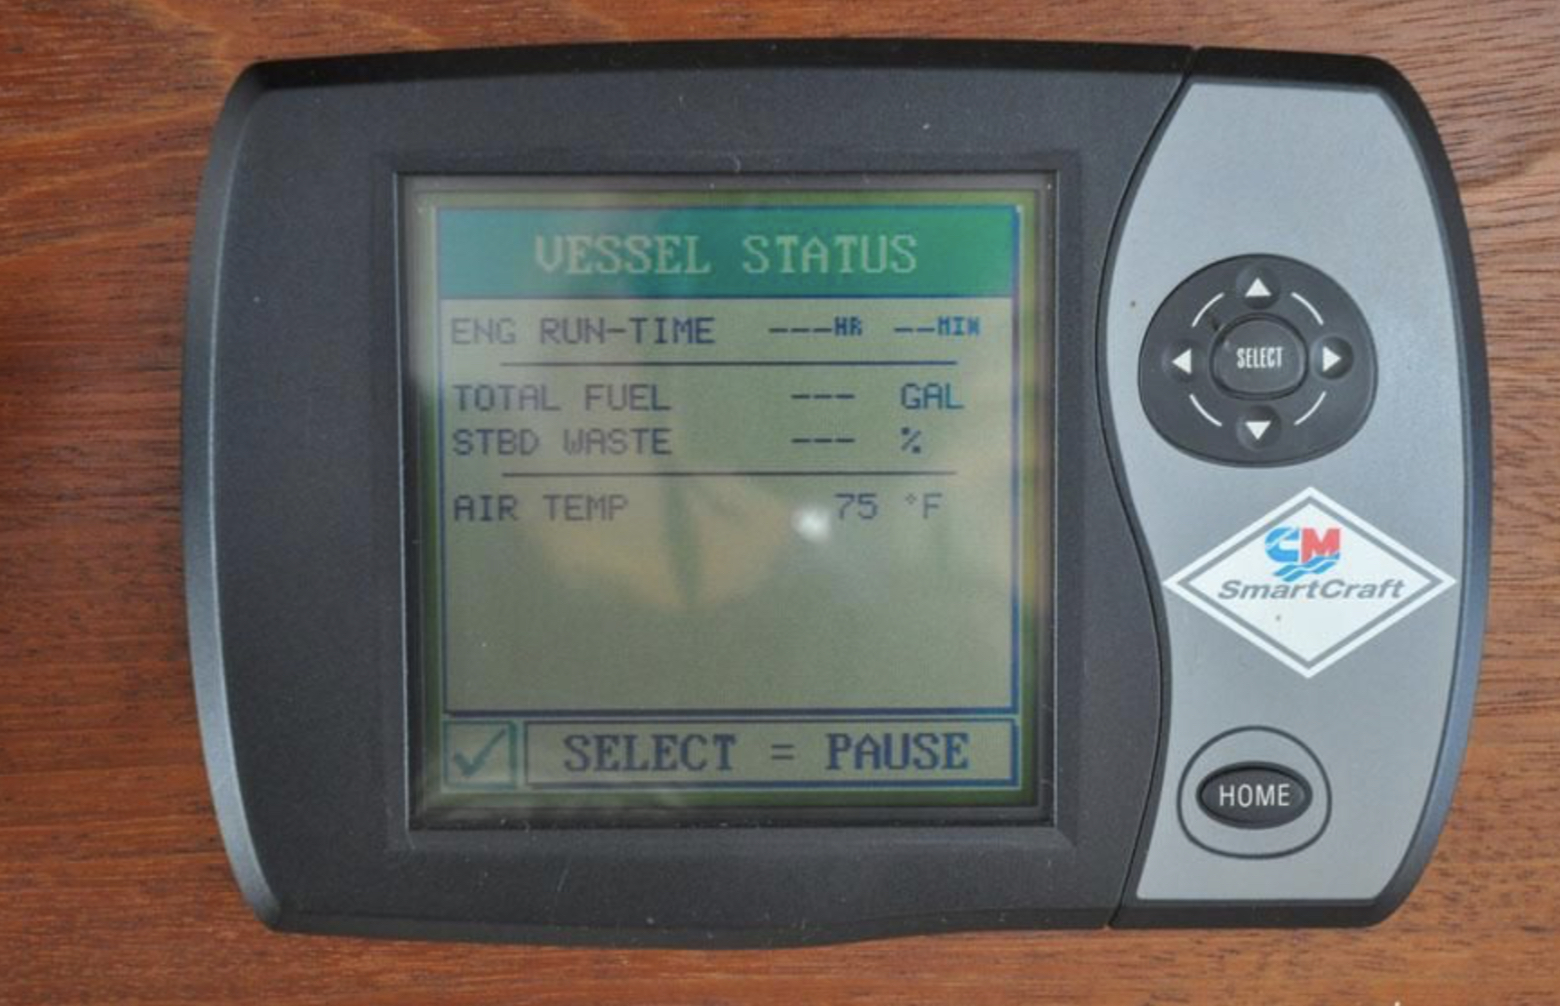 VESSEL STATUS
ENG RUN-TIME ---HR --MIN
TOTAL FUEL --- GAL
STBD WASTE --- %
AIR TEMP 75 °F
SELECT = PAUSE
SELECT
CM
SmartCraft
HOME